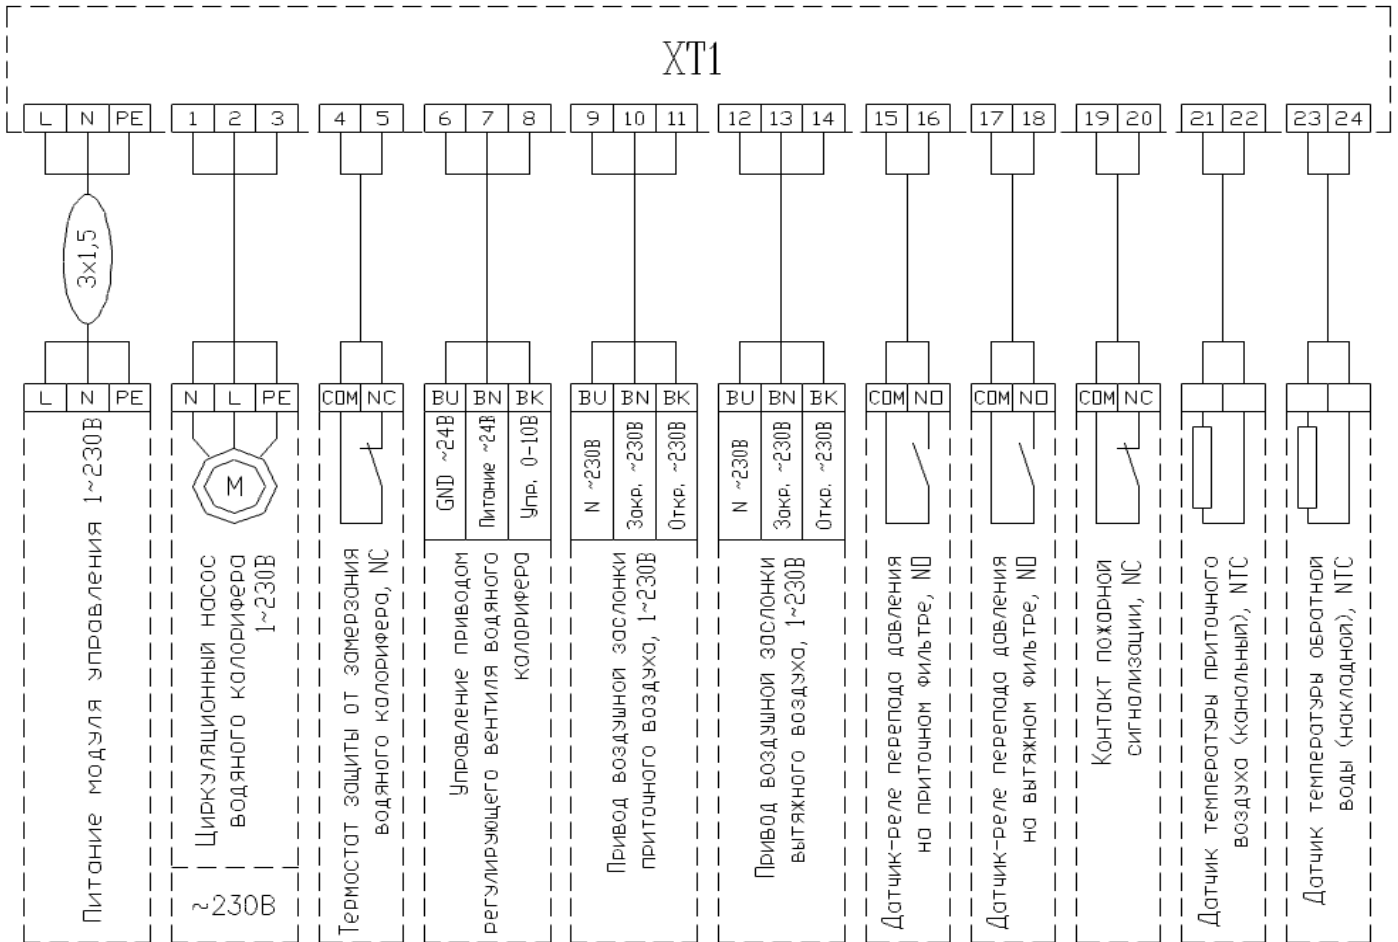 XT1
L N PE
1 2 3
4 5
6 7 8
9 10 11
12 13 14
15 16
17 18
19 20
21 22
23 24
3x1,5
L N PE
N L PE
COM NC
BU BN BK
BU BN BK
BU BN BK
COM NO
COM NO
COM NC
Питание модуля управления 1~230В
M
Циркуляционный насос
водяного калорифера
1~230В
~230В
Термостат защиты от замерзания
водяного калорифера, NC
GND ~24В
Питание ~24В
Упр. 0-10В
Управление приводом
регулирующего вентиля водяного
калорифера
N ~230В
Закр. ~230В
Откр. ~230В
Привод воздушной заслонки
приточного воздуха, 1~230В
N ~230В
Закр. ~230В
Откр. ~230В
Привод воздушной заслонки
вытяжного воздуха, 1~230В
Датчик-реле перепада давления
на приточном фильтре, NO
Датчик-реле перепада давления
на вытяжном фильтре, NO
Контакт пожарной
сигнализации, NC
Датчик температуры приточного
воздуха (канальный), NTC
Датчик температуры обратной
воды (накладной), NTC